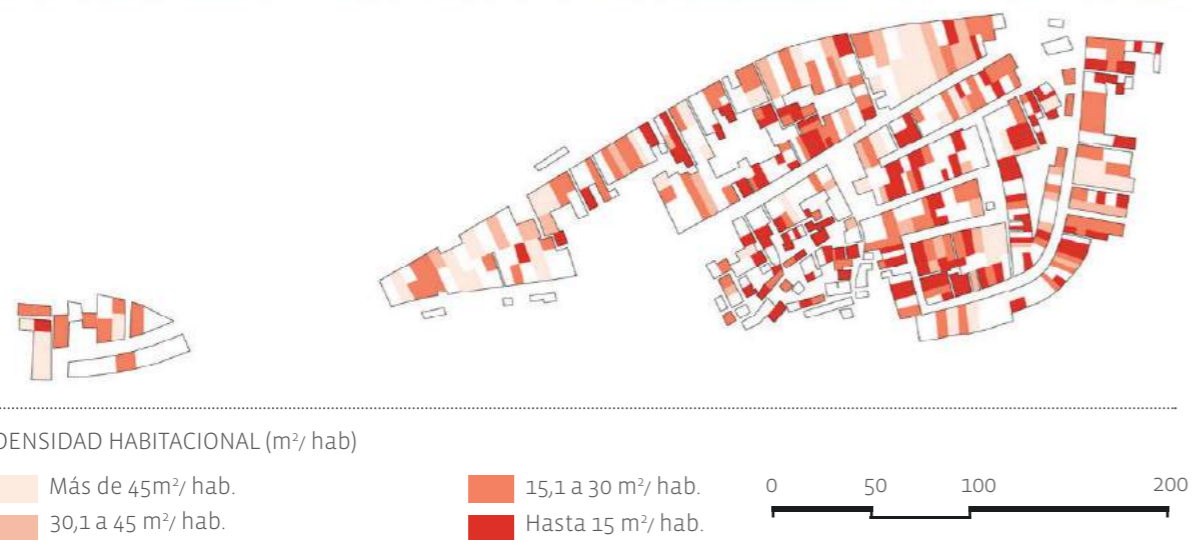 DENSIDAD HABITACIONAL (m²/ hab)
Más de 45m²/ hab.
30,1 a 45 m²/ hab.
15,1 a 30 m²/ hab.
Hasta 15 m²/ hab.
0 50 100 200